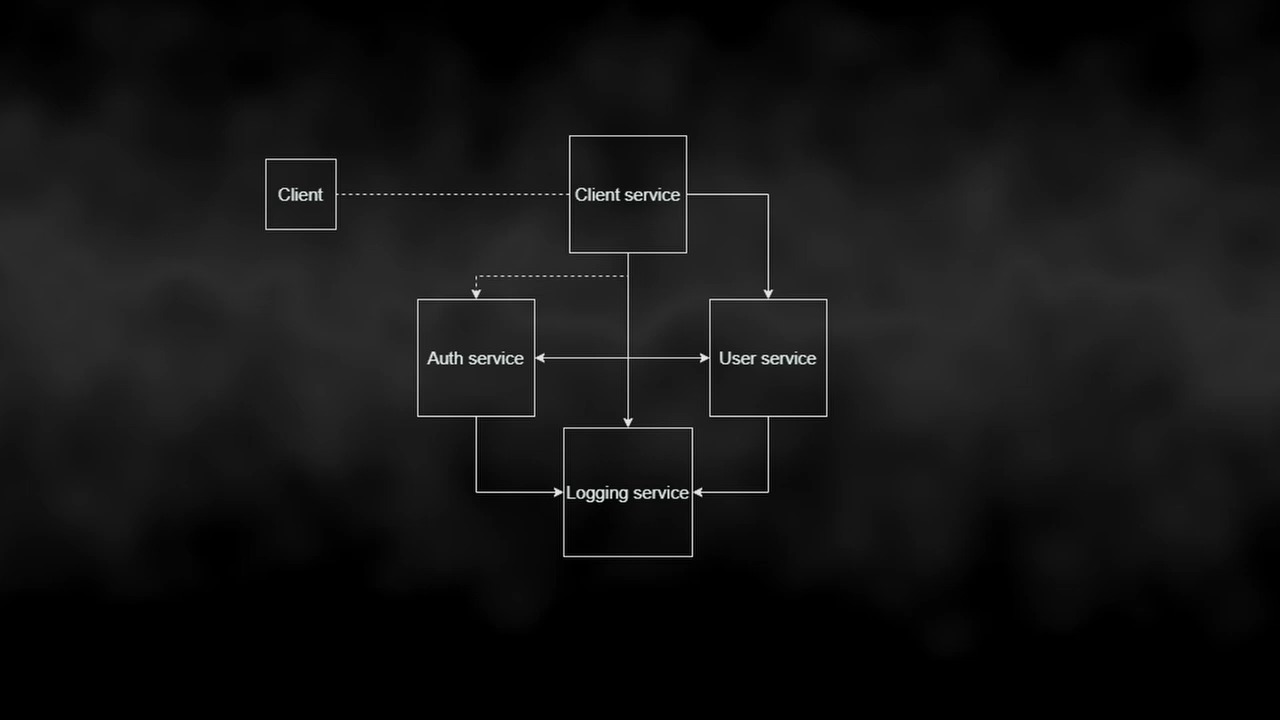 Client
Client service
Auth service
User service
Logging service